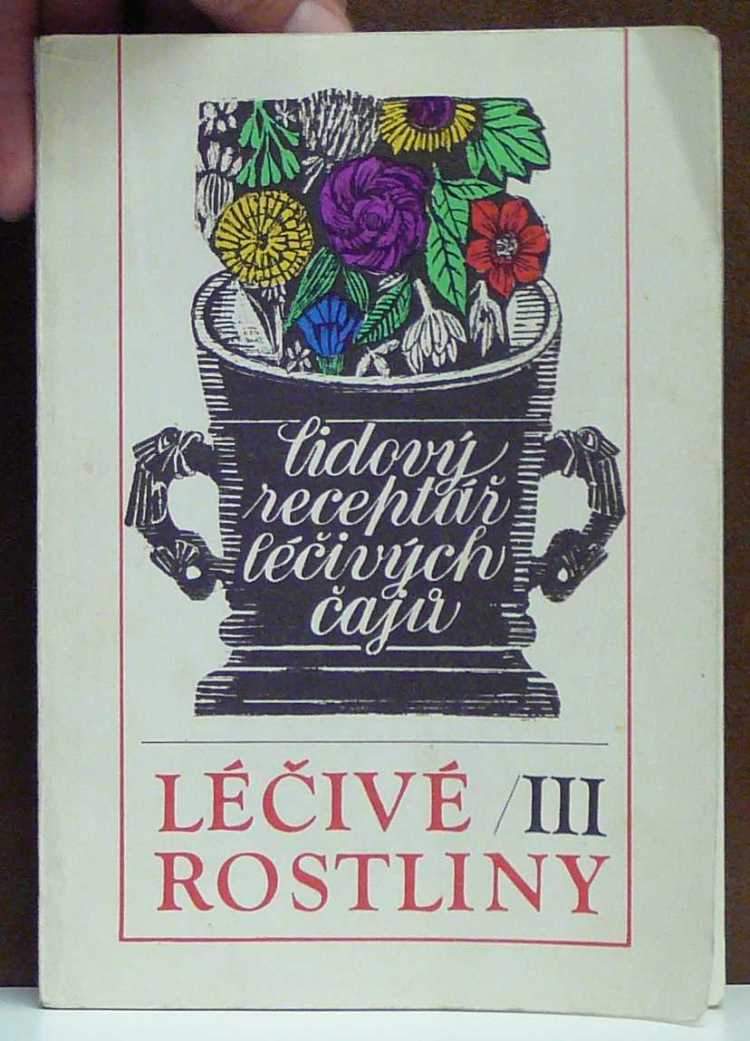 lidový
receptář
léčivých
čajů
LÉČIVÉ /III
ROSTLINY